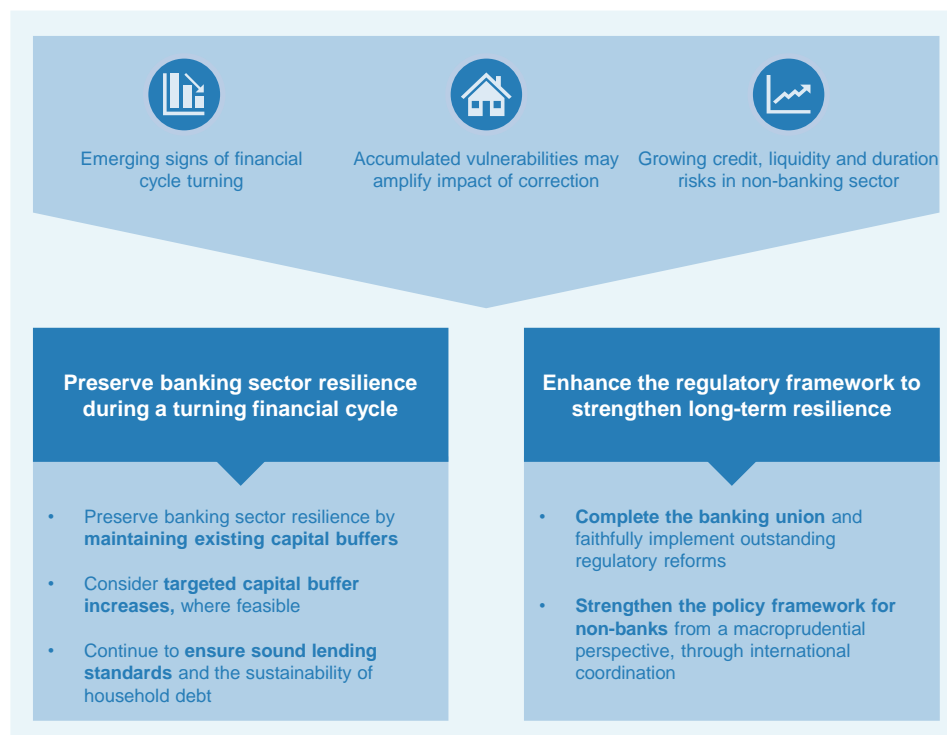 Emerging signs of financial
cycle turning
Accumulated vulnerabilities may
amplify impact of correction
Growing credit, liquidity and duration
risks in non-banking sector
Preserve banking sector resilience
during a turning financial cycle
• Preserve banking sector resilience by
maintaining existing capital buffers
• Consider targeted capital buffer
increases, where feasible
• Continue to ensure sound lending
standards and the sustainability of
household debt
Enhance the regulatory framework to
strengthen long-term resilience
• Complete the banking union and
faithfully implement outstanding
regulatory reforms
• Strengthen the policy framework for
non-banks from a macroprudential
perspective, through international
coordination